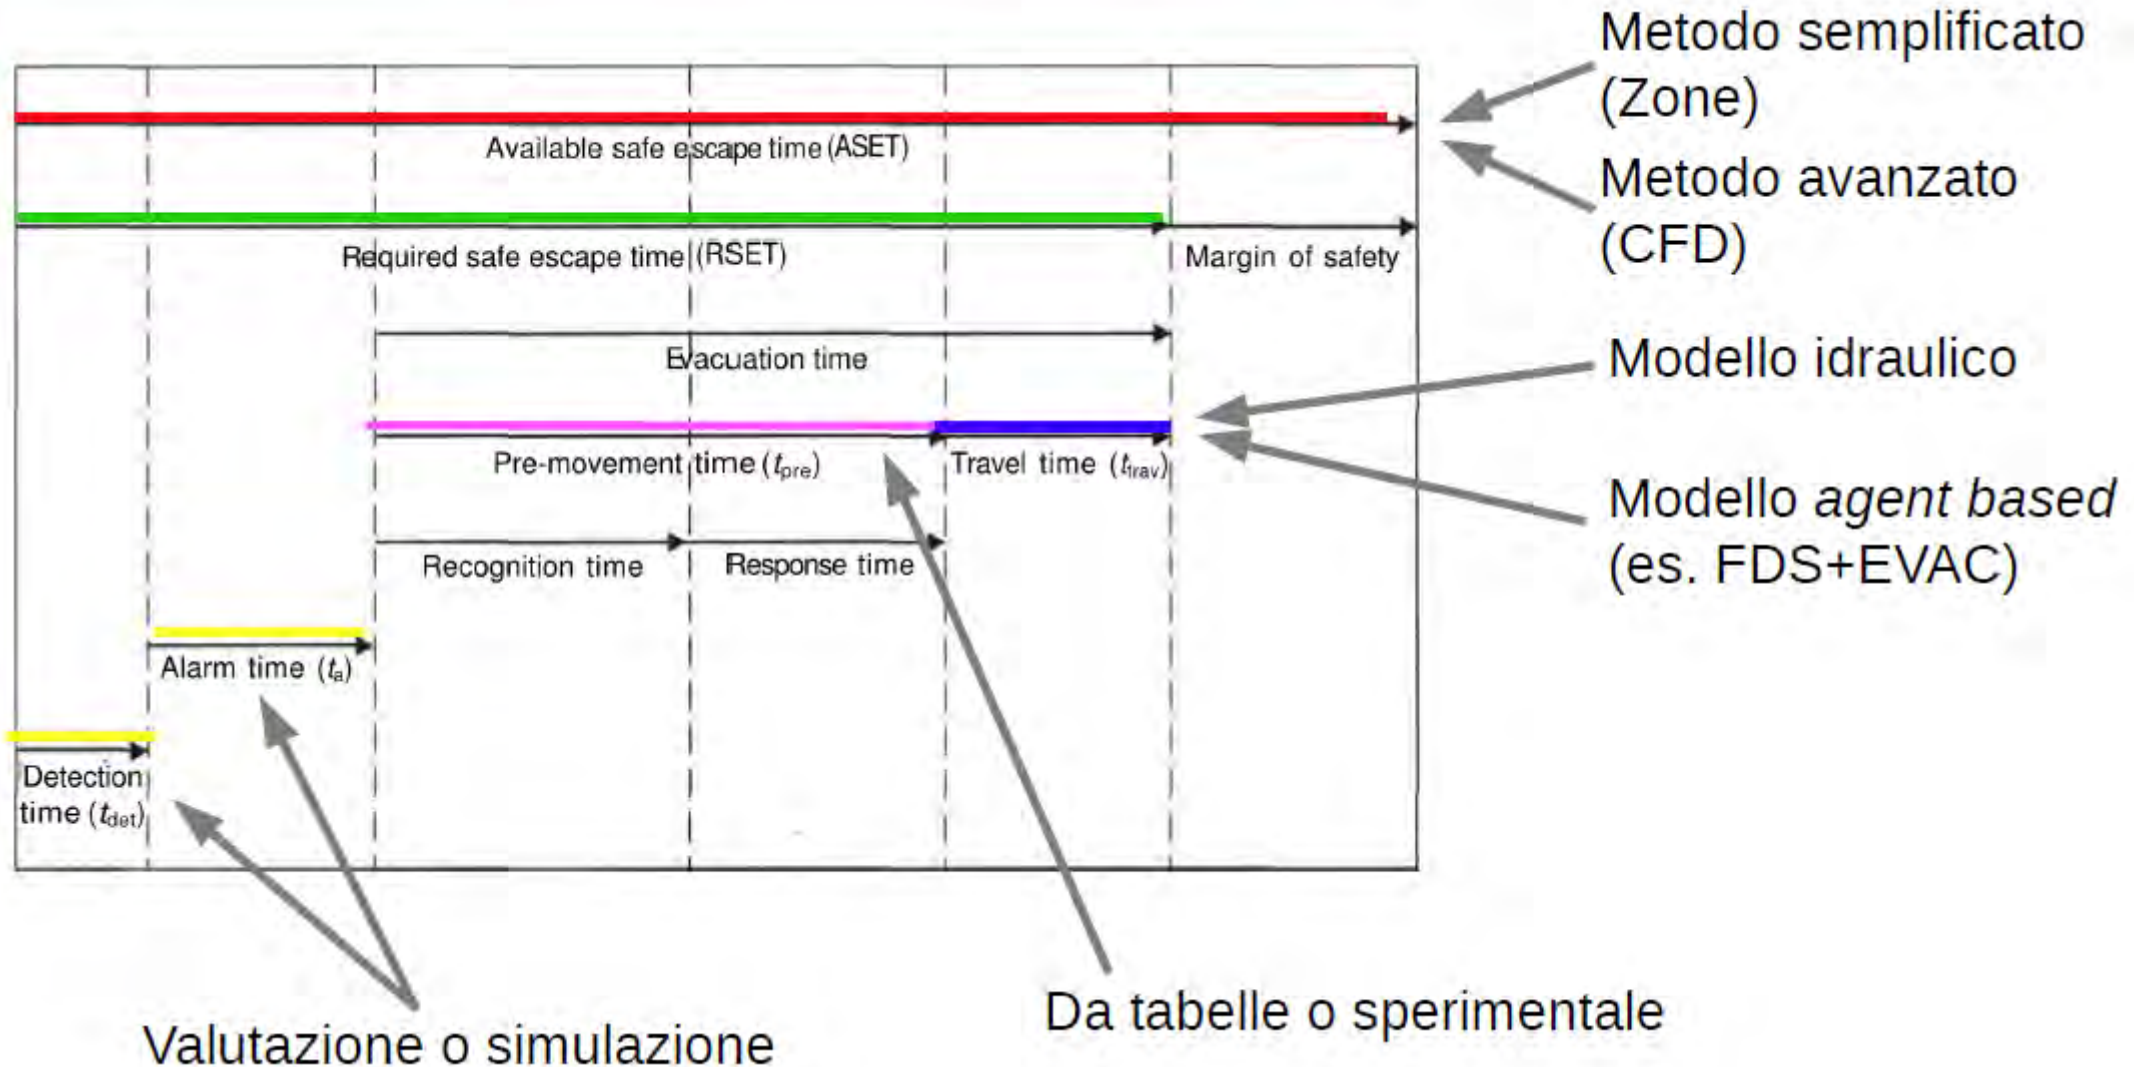 Metodo semplificato
(Zone)
Available safe escape time (ASET)
Metodo avanzato
(CFD)
Required safe escape time (RSET)
Margin of safety
Evacuation time
Modello idraulico
Pre-movement time (tpre)
Travel time (ttrav)
Modello agent based
(es. FDS+EVAC)
Recognition time
Response time
Alarm time (ta)
Detection
time (tdet)
Da tabelle o sperimentale
Valutazione o simulazione